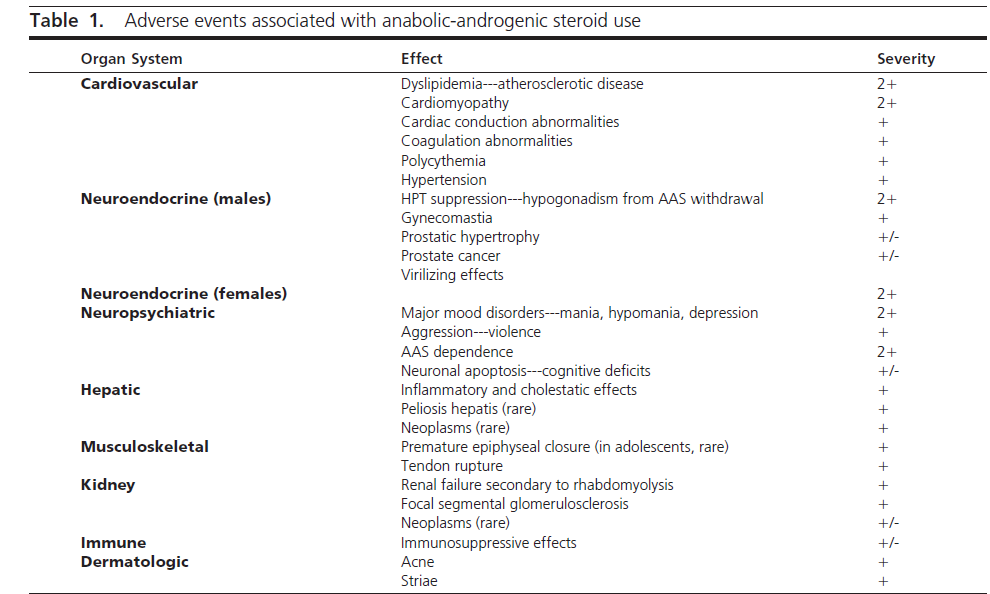 Table 1. Adverse events associated with anabolic-androgenic steroid use
Organ System Effect Severity
Cardiovascular Dyslipidemia---atherosclerotic disease 2+
Cardiomyopathy 2+
Cardiac conduction abnormalities +
Coagulation abnormalities +
Polycythemia +
Hypertension +
Neuroendocrine (males) HPT suppression---hypogonadism from AAS withdrawal 2+
Gynecomastia +
Prostatic hypertrophy +/-
Prostate cancer +/-
Virilizing effects
Neuroendocrine (females) 2+
Neuropsychiatric Major mood disorders---mania, hypomania, depression 2+
Aggression---violence +
AAS dependence 2+
Neuronal apoptosis---cognitive deficits +/-
Hepatic Inflammatory and cholestatic effects +
Peliosis hepatis (rare) +
Neoplasms (rare) +
Musculoskeletal Premature epiphyseal closure (in adolescents, rare) +
Tendon rupture +
Kidney Renal failure secondary to rhabdomyolysis +
Focal segmental glomerulosclerosis +
Neoplasms (rare) +/-
Immune Immunosuppressive effects +/-
Dermatologic Acne +
Striae +